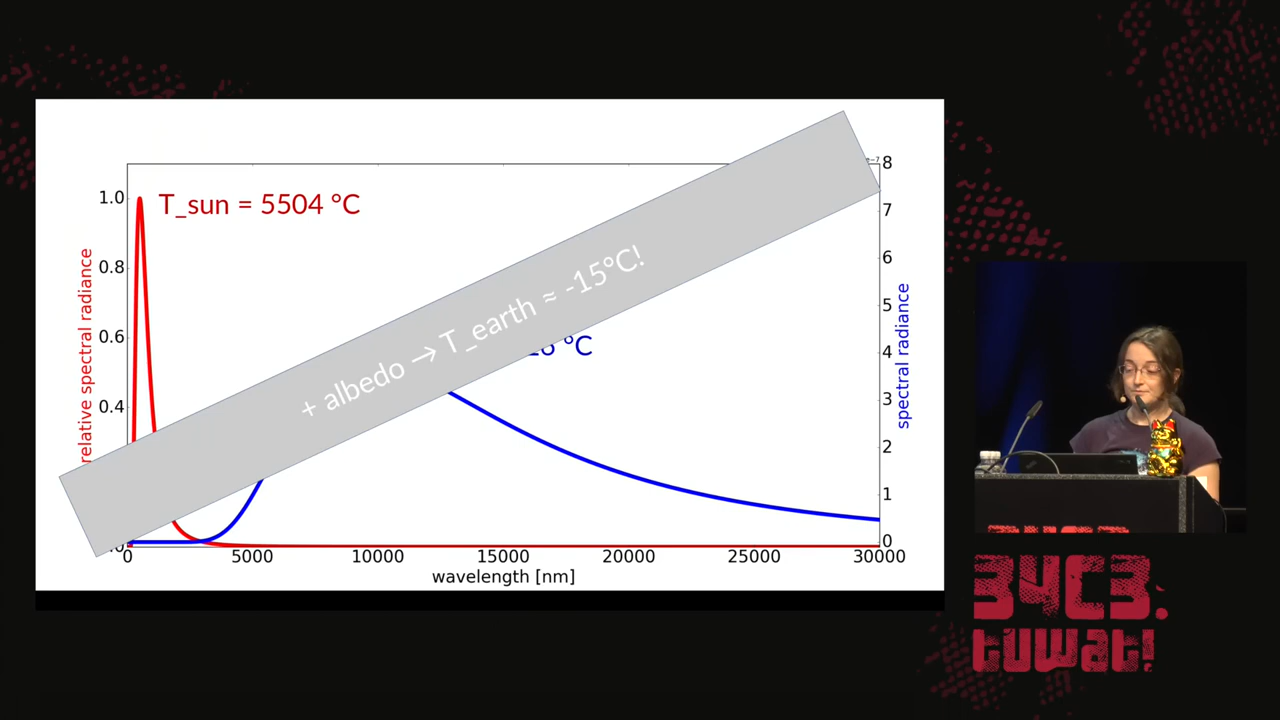 T_sun = 5504 °C
+ albedo → T_earth ≈ -15°C!
°C
relative spectral radiance
1.0
0.8
0.6
0.4
8
7
6
5
4
3
2
1
0
spectral radiance
0
5000
10000
15000
20000
25000
30000
wavelength [nm]
34C3.
tuwat!